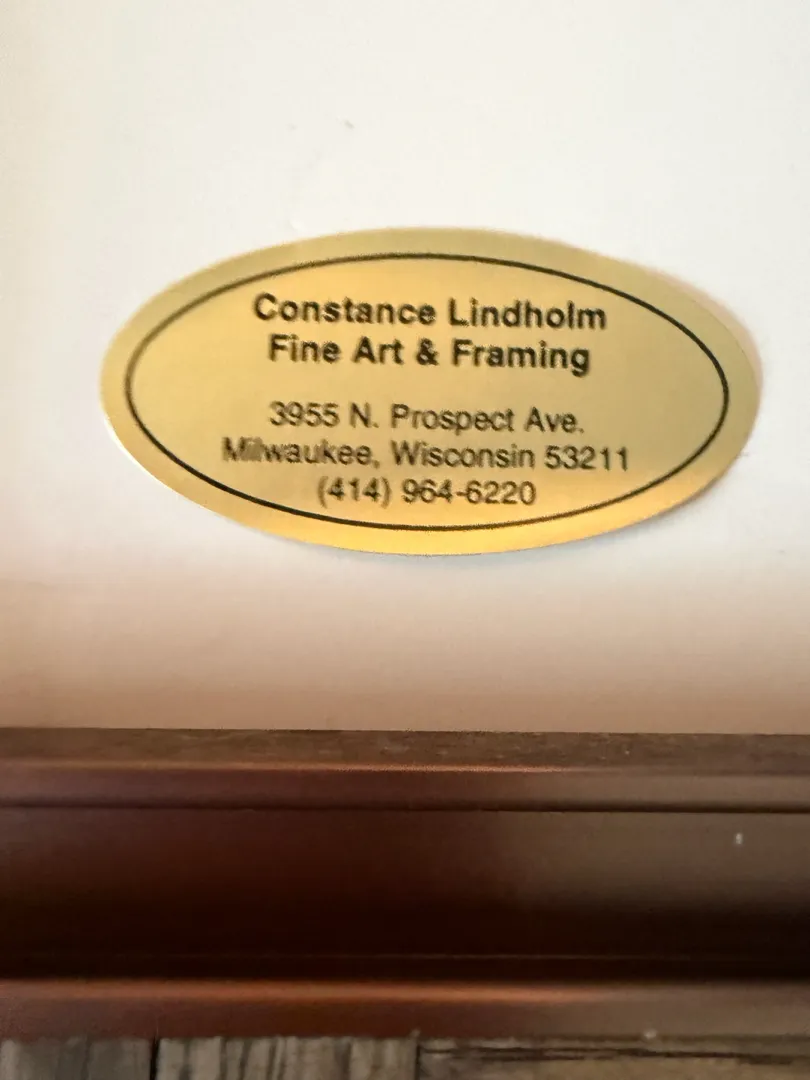 Constance Lindholm
Fine Art & Framing
3955 N. Prospect Ave.
Milwaukee, Wisconsin 53211
(414) 964-6220